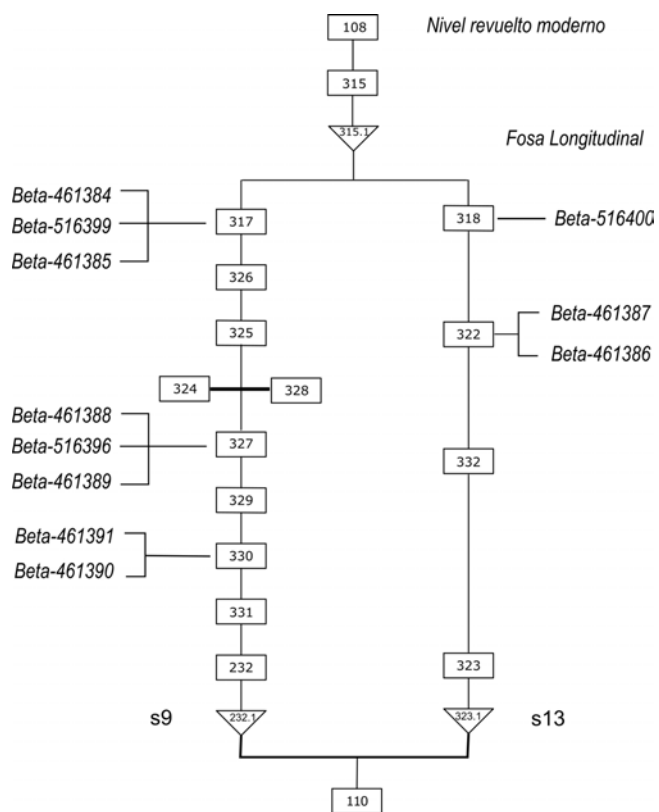 108
Nivel revuelto moderno
315
315.1
Fosa Longitudinal
Beta-461384
Beta-516399
Beta-461385
317
318
Beta-516400
326
325
322
Beta-461387
Beta-461386
324
328
Beta-461388
Beta-516396
Beta-461389
327
332
329
Beta-461391
Beta-461390
330
331
232
323
s9
232.1
323.1
s13
110